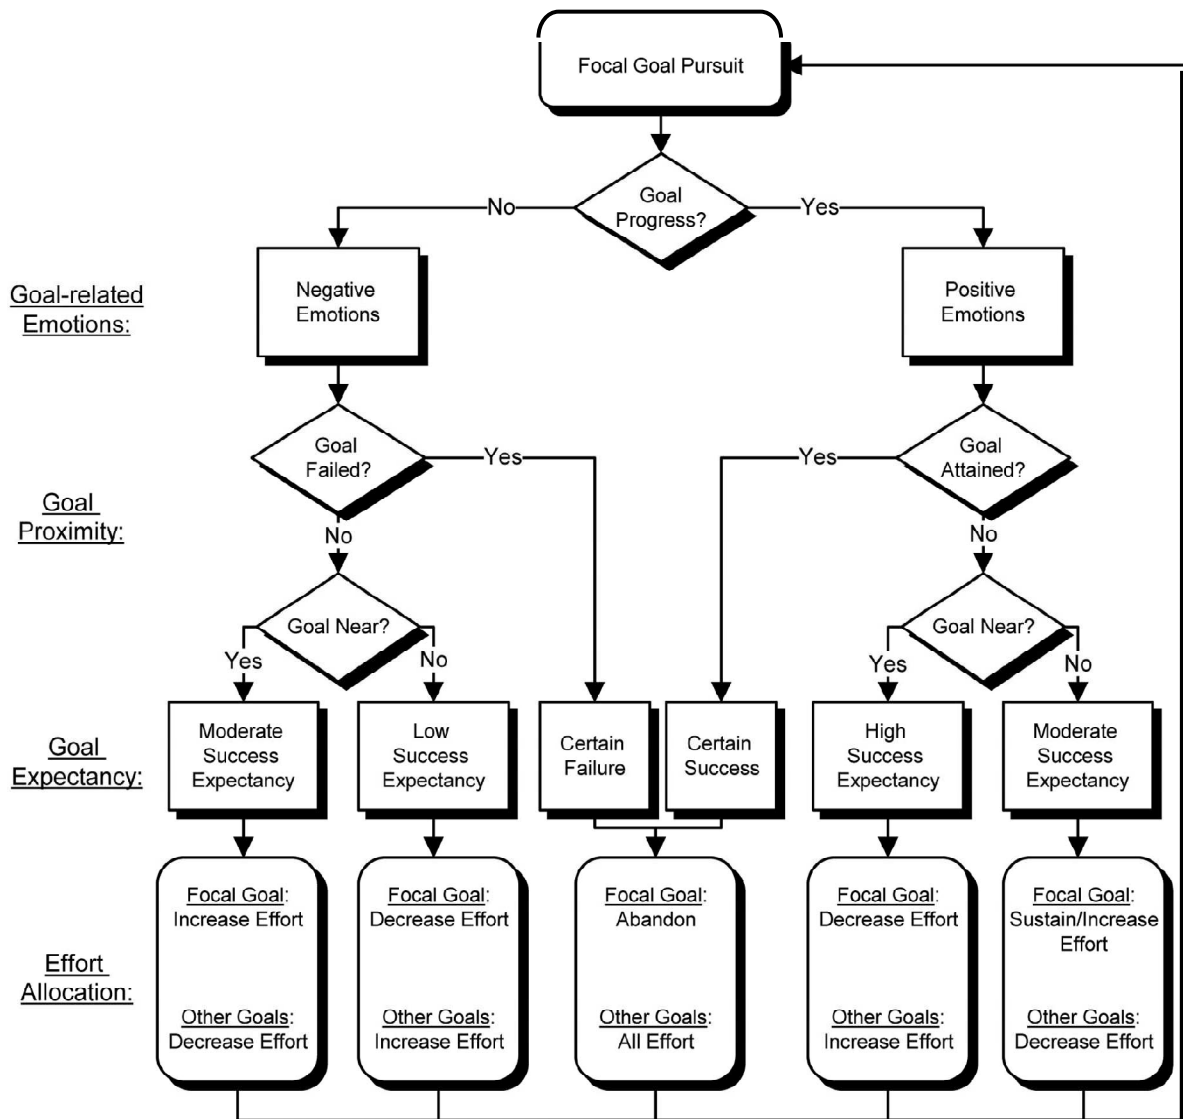 Focal Goal Pursuit
Goal
Progress?
No
Yes
Goal-related
Emotions:
Negative
Emotions
Positive
Emotions
Goal
Failed?
Yes
Yes
Goal
Attained?
Goal
Proximity:
No
No
Goal Near?
Goal Near?
Yes
No
Yes
No
Goal
Expectancy:
Moderate
Success
Expectancy
Low
Success
Expectancy
Certain
Failure
Certain
Success
High
Success
Expectancy
Moderate
Success
Expectancy
Effort
Allocation:
Focal Goal:
Increase Effort
Other Goals:
Decrease Effort
Focal Goal:
Decrease Effort
Other Goals:
Increase Effort
Focal Goal:
Abandon
Other Goals:
All Effort
Focal Goal:
Decrease Effort
Other Goals:
Increase Effort
Focal Goal:
Sustain/Increase
Effort
Other Goals:
Decrease Effort